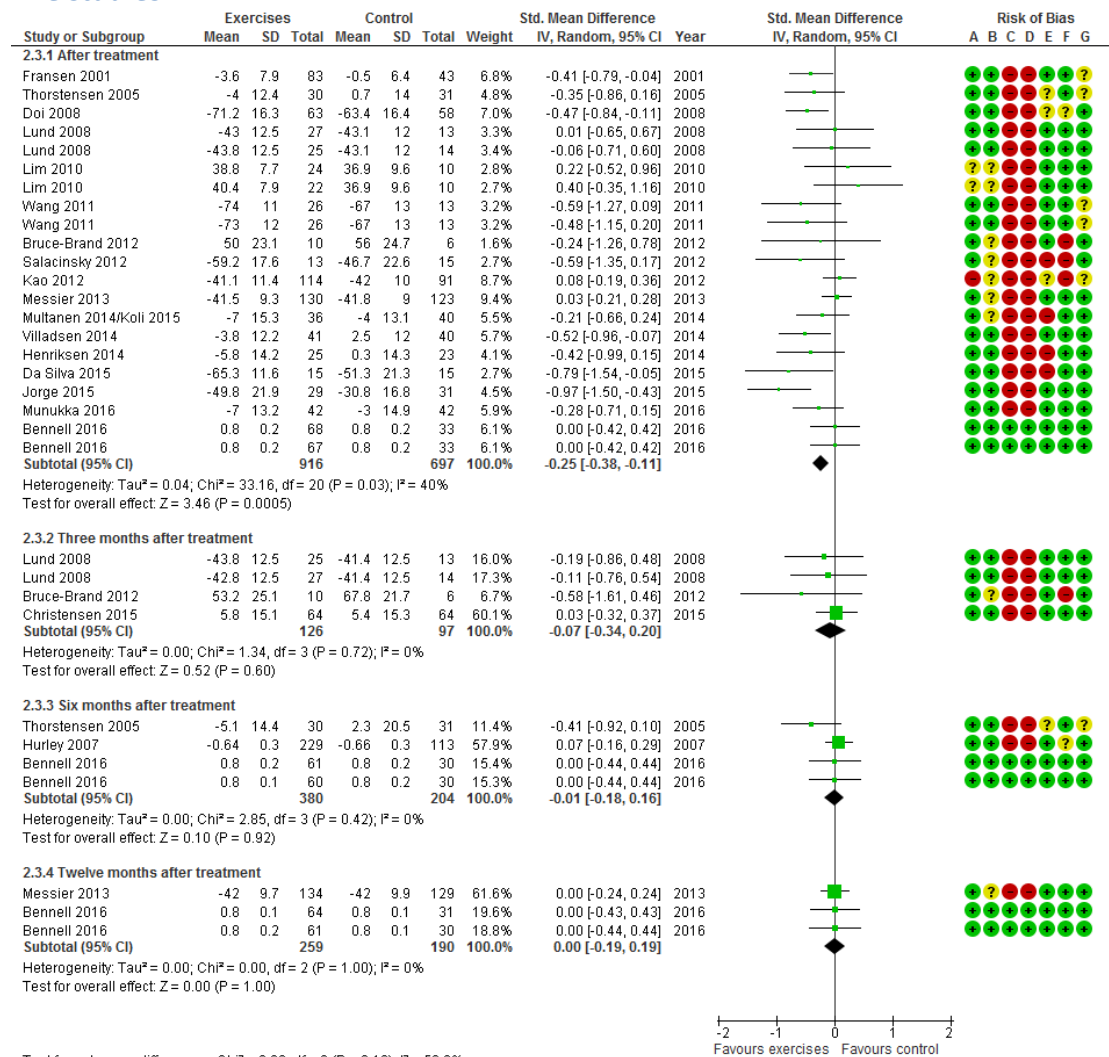 Exercises Control Std. Mean Difference Std. Mean Difference Risk of Bias
Study or Subgroup Mean SD Total Mean SD Total Weight IV, Random, 95% CI Year IV, Random, 95% CI A B C D E F G
2.3.1 After treatment
Fransen 2001 -3.6 7.9 83 -0.5 6.4 43 6.8% -0.41 [-0.79, -0.04] 2001 + + - - + + ?
Thorstensen 2005 -4 12.4 30 0.7 14 31 4.8% -0.35 [-0.86, 0.16] 2005 + + - - ? + ?
Doi 2008 -71.2 16.3 63 -63.4 16.4 58 7.0% -0.47 [-0.84, -0.11] 2008 + + - - ? ? +
Lund 2008 -43 12.5 27 -43.1 12 13 3.4% 0.01 [-0.65, 0.67] 2008 + + - - + + +
Lund 2008 -43.8 12.5 25 -43.1 12 14 3.4% -0.06 [-0.71, 0.60] 2008 + + - - + + +
Lim 2010 38.8 7.7 24 36.9 9.6 10 2.8% 0.22 [-0.52, 0.96] 2010 ? ? - - + + +
Lim 2010 40.4 7.9 22 36.9 9.6 10 2.7% 0.40 [-0.35, 1.16] 2010 ? ? - - + + +
Wang 2011 -74 11 26 -67 13 13 3.2% -0.59 [-1.27, 0.09] 2011 + + - - + + ?
Wang 2011 -73 12 26 -67 13 13 3.2% -0.48 [-1.15, 0.20] 2011 + + - - + + ?
Bruce-Brand 2012 50 23.1 10 56 24.7 6 1.6% -0.24 [-1.26, 0.78] 2012 + ? - - + - +
Salacinsky 2012 -59.2 17.6 13 -46.7 22.6 15 2.7% -0.59 [-1.35, 0.17] 2012 + ? - - - - +
Kao 2012 -41.1 11.4 114 -42 10 91 8.8% 0.08 [-0.19, 0.36] 2012 - ? - - ? - ?
Messier 2013 -41.5 9.3 130 -41.8 9 123 9.4% 0.03 [-0.21, 0.28] 2013 + ? - - + + +
Multanen 2014/Koli 2015 -7 15.3 36 -4 13.1 40 5.5% -0.21 [-0.66, 0.24] 2014 + ? - - - + +
Villadsen 2014 -3.8 12.2 41 2.5 12 40 5.6% -0.52 [-0.96, -0.07] 2014 + + - - + + +
Henriksen 2014 -5.8 14.2 25 0.3 14.3 23 4.1% -0.42 [-0.99, 0.15] 2014 + + - - - + +
Da Silva 2015 -65.3 11.6 15 -51.3 21.3 15 2.7% -0.79 [-1.54, -0.05] 2015 + + - - - + +
Jorge 2015 -49.8 21.9 29 -30.8 16.8 31 4.5% -0.97 [-1.50, -0.43] 2015 + + - - + + +
Munukka 2016 -7 13.2 42 -3 14.9 42 5.9% -0.28 [-0.71, 0.15] 2016 + + - - + + +
Bennell 2016 0.8 0.2 68 0.8 0.2 33 6.1% 0.00 [-0.42, 0.42] 2016 + + + + + + +
Bennell 2016 0.8 0.2 67 0.8 0.2 33 6.0% 0.00 [-0.42, 0.42] 2016 + + + + + + +
Subtotal (95% CI) 916 697 100.0% -0.25 [-0.38, -0.11]
Heterogeneity: Tau² = 0.04; Chi² = 33.16, df = 20 (P = 0.03); I² = 40%
Test for overall effect: Z = 3.46 (P = 0.0005)
2.3.2 Three months after treatment
Lund 2008 -43.8 12.5 25 -41.4 12.5 13 16.0% -0.19 [-0.86, 0.48] 2008 + + - - + + +
Lund 2008 -42.8 12.5 27 -41.4 12.5 14 17.3% -0.11 [-0.76, 0.54] 2008 + + - - + + +
Bruce-Brand 2012 53.2 25.1 10 67.8 21.7 6 6.7% -0.58 [-1.61, 0.46] 2012 + ? - - + - +
Christensen 2015 5.8 15.1 64 5.4 15.3 64 60.1% 0.03 [-0.32, 0.37] 2015 + + - - + + +
Subtotal (95% CI) 126 97 100.0% -0.07 [-0.34, 0.20]
Heterogeneity: Tau² = 0.00; Chi² = 1.34, df = 3 (P = 0.72); I² = 0%
Test for overall effect: Z = 0.52 (P = 0.60)
2.3.3 Six months after treatment
Thorstensen 2005 -5.1 14.4 30 2.3 20.5 31 11.4% -0.41 [-0.92, 0.10] 2005 + + - - ? + ?
Hurley 2007 -0.64 0.3 229 -0.66 0.3 113 57.9% 0.07 [-0.16, 0.29] 2007 + + - - + ? +
Bennell 2016 0.8 0.2 61 0.8 0.2 30 15.4% 0.00 [-0.44, 0.44] 2016 + + + + + + +
Bennell 2016 0.8 0.1 60 0.8 0.2 30 15.3% 0.00 [-0.44, 0.44] 2016 + + + + + + +
Subtotal (95% CI) 380 204 100.0% -0.01 [-0.18, 0.16]
Heterogeneity: Tau² = 0.00; Chi² = 2.85, df = 3 (P = 0.42); I² = 0%
Test for overall effect: Z = 0.10 (P = 0.92)
2.3.4 Twelve months after treatment
Messier 2013 -42 9.7 134 -42 9.9 129 61.6% 0.00 [-0.24, 0.24] 2013 + ? - - + + +
Bennell 2016 0.8 0.1 64 0.8 0.1 31 19.6% 0.00 [-0.43, 0.43] 2016 + + + + + + +
Bennell 2016 0.8 0.2 61 0.8 0.1 30 18.8% 0.00 [-0.44, 0.44] 2016 + + + + + + +
Subtotal (95% CI) 259 190 100.0% 0.00 [-0.19, 0.19]
Heterogeneity: Tau² = 0.00; Chi² = 0.00, df = 2 (P = 1.00); I² = 0%
Test for overall effect: Z = 0.00 (P = 1.00)
-2 -1 0 1 2
Favours exercises Favours control